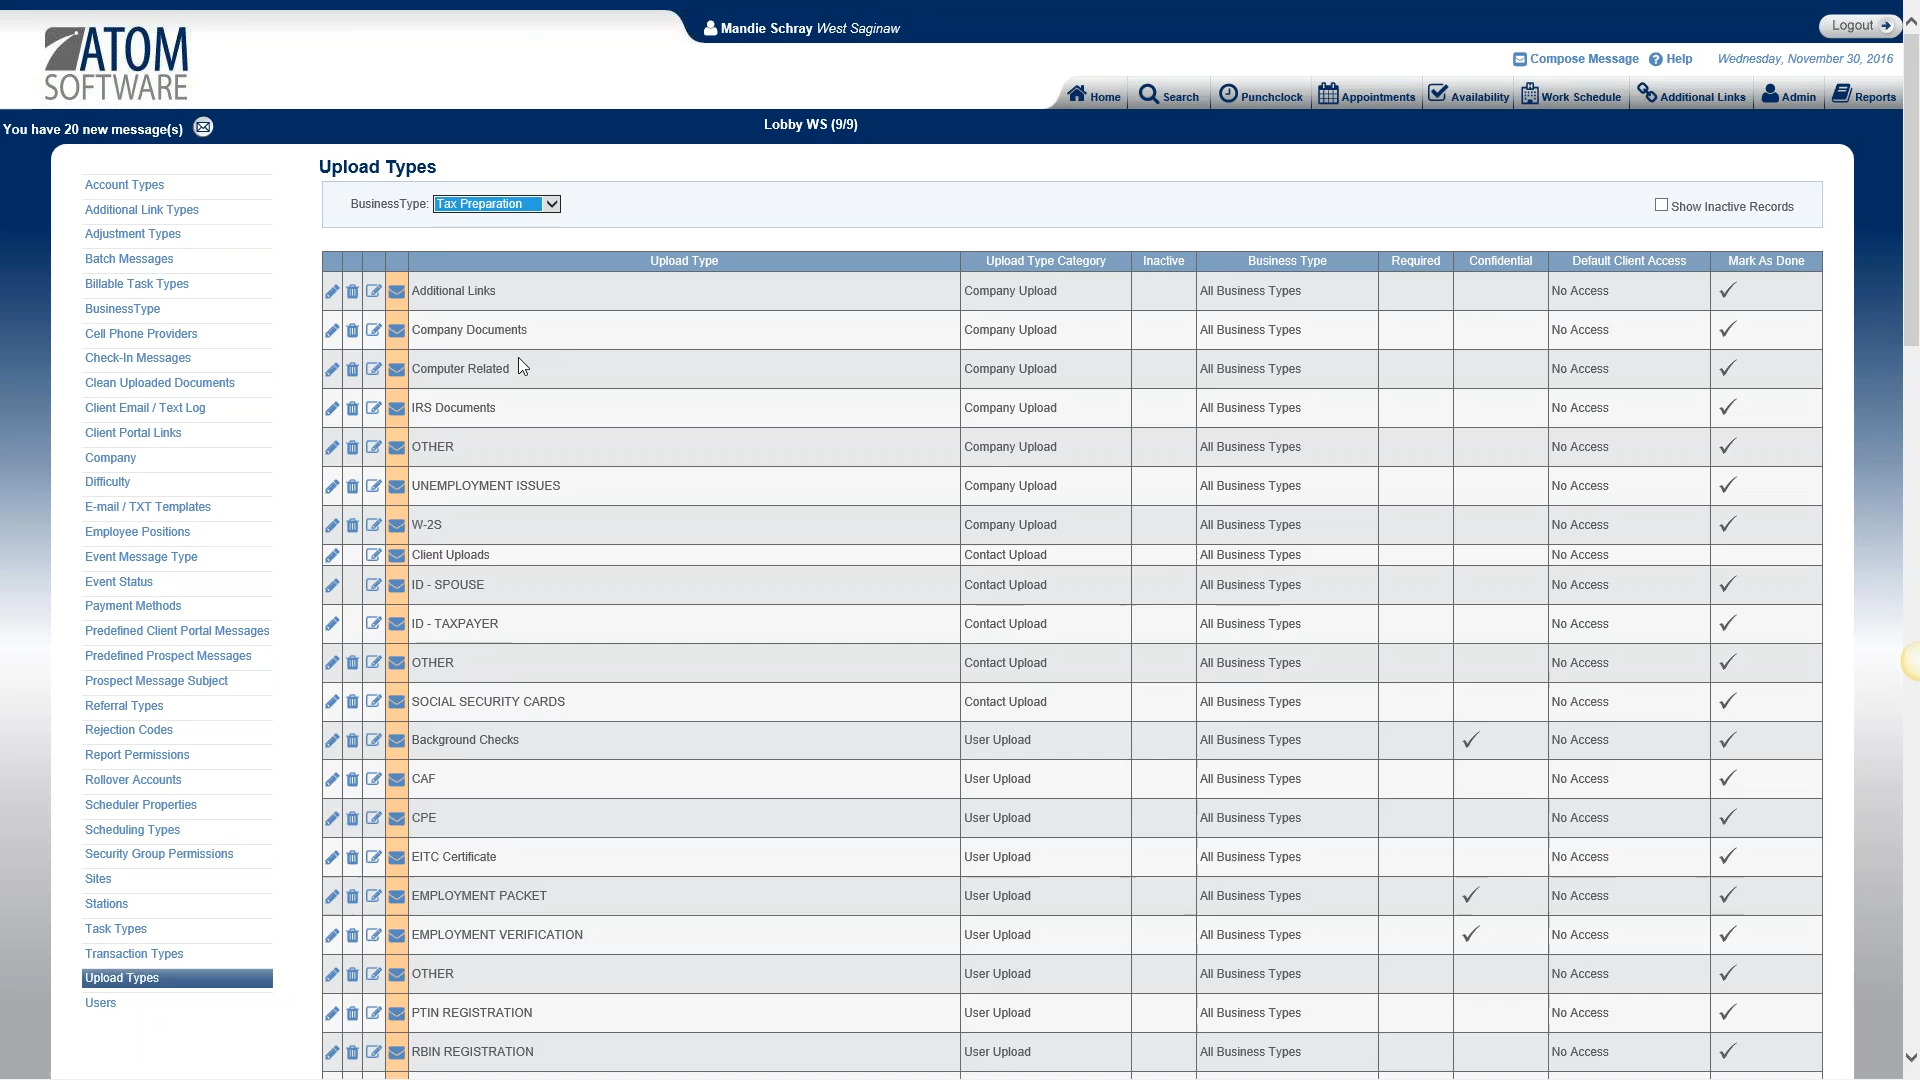 ATOM
SOFTWARE
Mandie Schray West Saginaw
Logout
Compose Message Help Wednesday, November 30, 2016
Home Search Punchclock Appointments Availability Work Schedule Additional Links Admin Reports
You have 20 new message(s)
Lobby WS (9/9)
Account Types
Additional Link Types
Adjustment Types
Batch Messages
Billable Task Types
BusinessType
Cell Phone Providers
Check-In Messages
Clean Uploaded Documents
Client Email / Text Log
Client Portal Links
Company
Difficulty
E-mail / TXT Templates
Employee Positions
Event Message Type
Event Status
Payment Methods
Predefined Client Portal Messages
Predefined Prospect Messages
Prospect Message Subject
Referral Types
Rejection Codes
Report Permissions
Rollover Accounts
Scheduler Properties
Scheduling Types
Security Group Permissions
Sites
Stations
Task Types
Transaction Types
Upload Types
Users
Upload Types
BusinessType: Tax Preparation
Show Inactive Records
Upload Type Upload Type Category Inactive Business Type Required Confidential Default Client Access Mark As Done
Additional Links Company Upload All Business Types No Access
Company Documents Company Upload All Business Types No Access
Computer Related Company Upload All Business Types No Access
IRS Documents Company Upload All Business Types No Access
OTHER Company Upload All Business Types No Access
UNEMPLOYMENT ISSUES Company Upload All Business Types No Access
W-2S Company Upload All Business Types No Access
Client Uploads Contact Upload All Business Types No Access
ID - SPOUSE Contact Upload All Business Types No Access
ID - TAXPAYER Contact Upload All Business Types No Access
OTHER Contact Upload All Business Types No Access
SOCIAL SECURITY CARDS Contact Upload All Business Types No Access
Background Checks User Upload All Business Types No Access
CAF User Upload All Business Types No Access
CPE User Upload All Business Types No Access
EITC Certificate User Upload All Business Types No Access
EMPLOYMENT PACKET User Upload All Business Types No Access
EMPLOYMENT VERIFICATION User Upload All Business Types No Access
OTHER User Upload All Business Types No Access
PTIN REGISTRATION User Upload All Business Types No Access
RBIN REGISTRATION User Upload All Business Types No Access